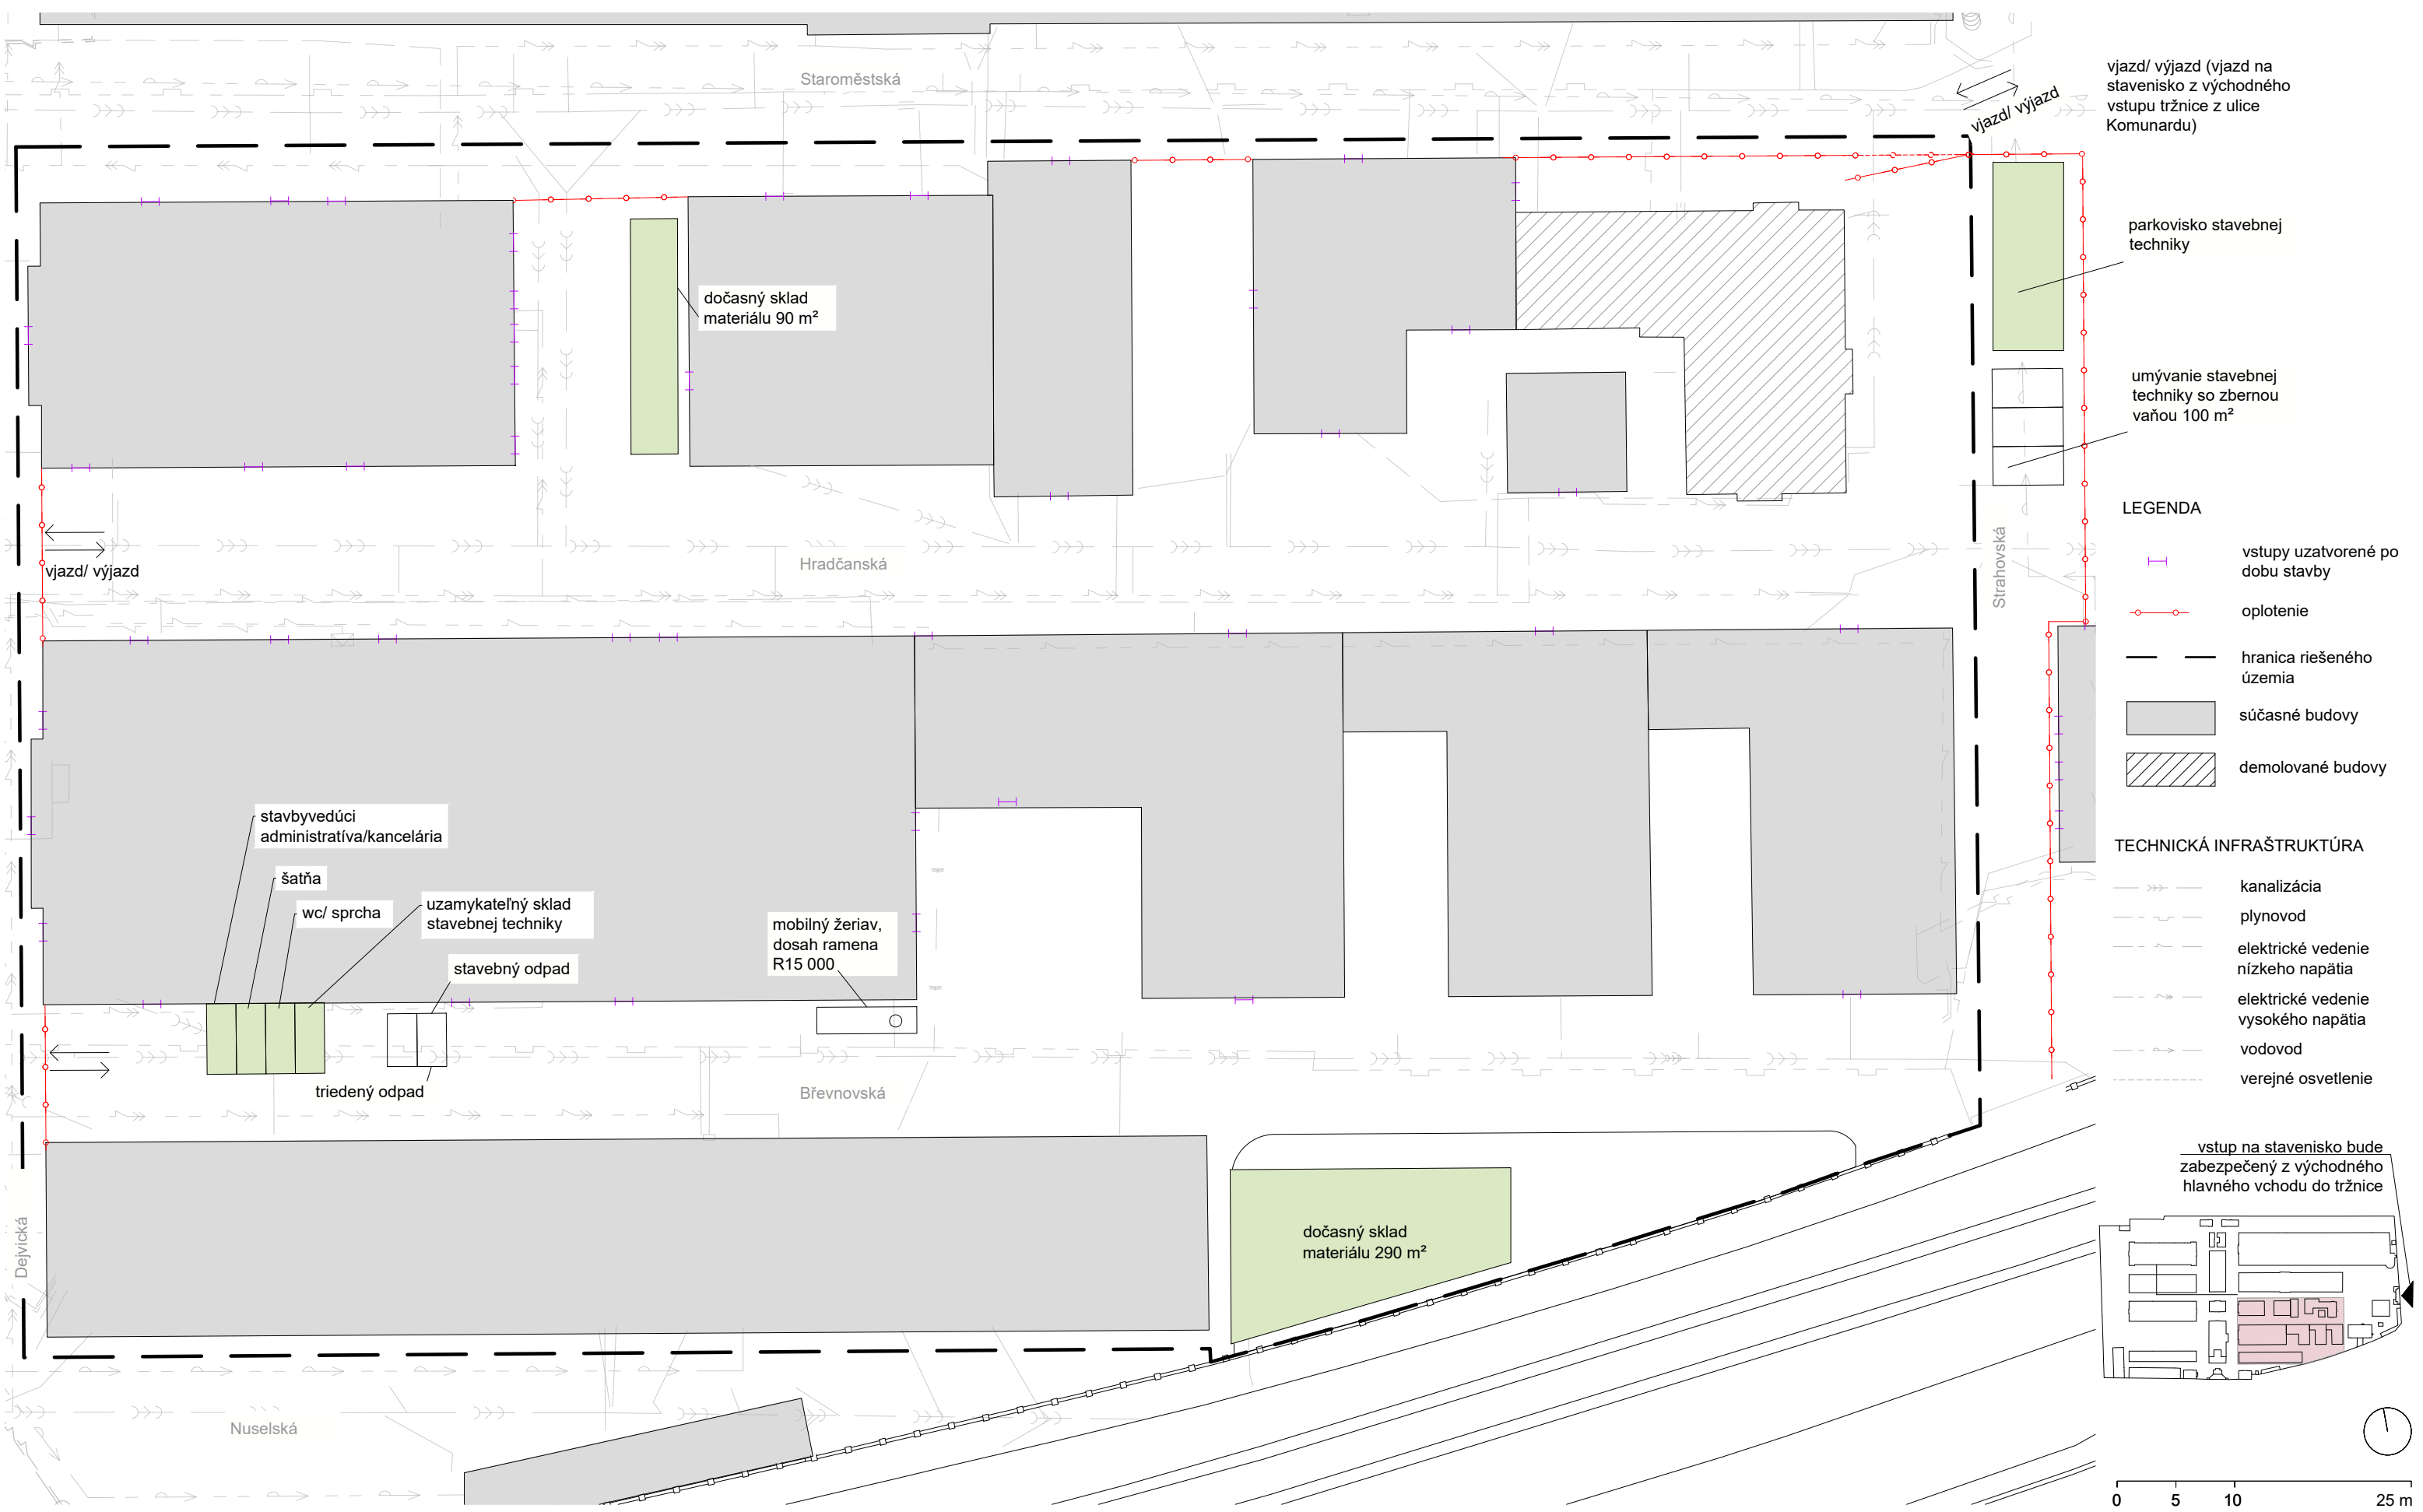 Staroměstská
vjazd/ výjazd
vjazd/ výjazd (vjazd na
stavenisko z východného
vstupu tržnice z ulice
Komunardu)
parkovisko stavebnej
techniky
dočasný sklad
materiálu 90 m²
umývanie stavebnej
techniky so zbernou
vaňou 100 m²
vjazd/ výjazd
Hradčanská
Strahovská
LEGENDA
vstupy uzatvorené po
dobu stavby
oplotenie
hranica riešeného
územia
súčasné budovy
demolované budovy
TECHNICKÁ INFRAŠTRUKTÚRA
kanalizácia
plynovod
elektrické vedenie
nízkeho napätia
elektrické vedenie
vysokého napätia
vodovod
verejné osvetlenie
stavbyvedúci
administratíva/kancelária
šatňa
wc/ sprcha
uzamykateľný sklad
stavebnej techniky
stavebný odpad
triedený odpad
mobilný žeriav,
dosah ramena
R15 000
Břevnovská
Dejvická
dočasný sklad
materiálu 290 m²
Nuselská
vstup na stavenisko bude
zabezpečený z východného
hlavného vchodu do tržnice
0 5 10 25 m